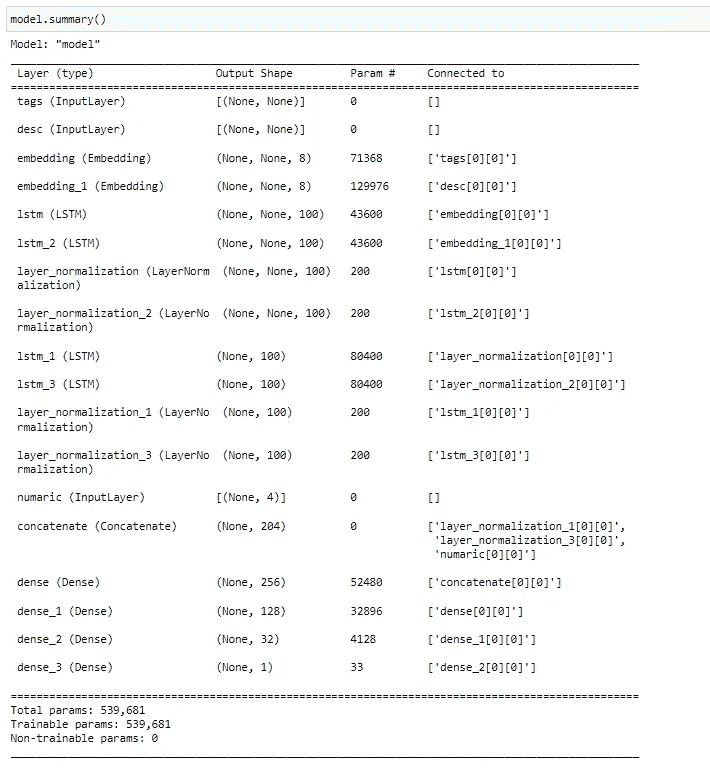 model.summary()
Model: "model"
Layer (type) Output Shape Param # Connected to
tags (InputLayer) [(None, None)] 0 []
desc (InputLayer) [(None, None)] 0 []
embedding (Embedding) (None, None, 8) 71368 ['tags[0][0]']
embedding_1 (Embedding) (None, None, 8) 129976 ['desc[0][0]']
lstm (LSTM) (None, None, 100) 43600 ['embedding[0][0]']
lstm_2 (LSTM) (None, None, 100) 43600 ['embedding_1[0][0]']
layer_normalization (LayerNorm (None, None, 100) 200 ['lstm[0][0]']
alization)
layer_normalization_2 (LayerNo (None, None, 100) 200 ['lstm_2[0][0]']
rmalization)
lstm_1 (LSTM) (None, 100) 80400 ['layer_normalization[0][0]']
lstm_3 (LSTM) (None, 100) 80400 ['layer_normalization_2[0][0]']
layer_normalization_1 (LayerNo (None, 100) 200 ['lstm_1[0][0]']
rmalization)
layer_normalization_3 (LayerNo (None, 100) 200 ['lstm_3[0][0]']
rmalization)
numaric (InputLayer) [(None, 4)] 0 []
concatenate (Concatenate) (None, 204) 0 ['layer_normalization_1[0][0]',
'layer_normalization_3[0][0]',
'numaric[0][0]']
dense (Dense) (None, 256) 52480 ['concatenate[0][0]']
dense_1 (Dense) (None, 128) 32896 ['dense[0][0]']
dense_2 (Dense) (None, 32) 4128 ['dense_1[0][0]']
dense_3 (Dense) (None, 1) 33 ['dense_2[0][0]']
Total params: 539,681
Trainable params: 539,681
Non-trainable params: 0